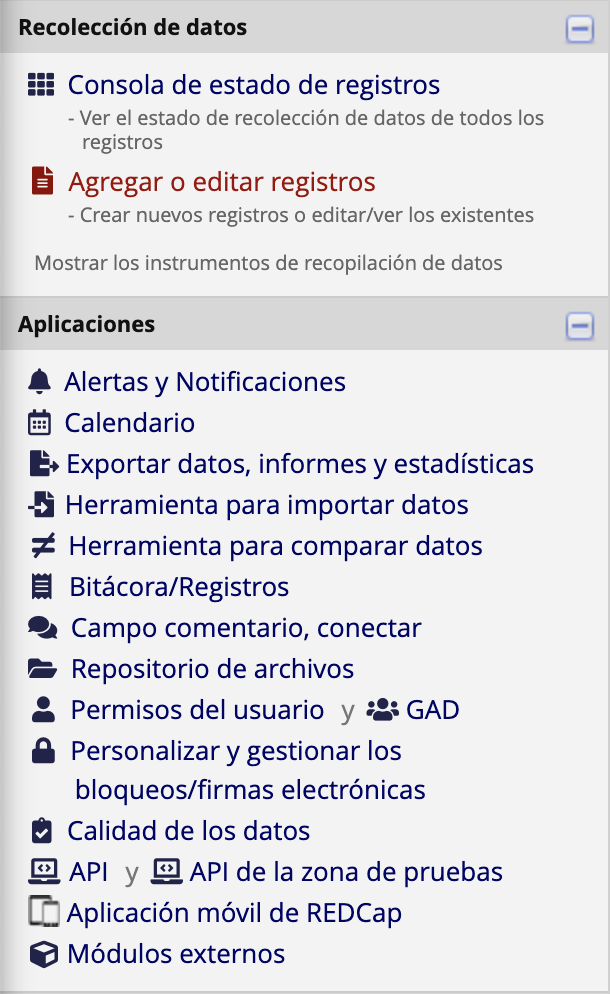 Recolección de datos
Consola de estado de registros
- Ver el estado de recolección de datos de todos los
registros
Agregar o editar registros
- Crear nuevos registros o editar/ver los existentes
Mostrar los instrumentos de recopilación de datos
Aplicaciones
Alertas y Notificaciones
Calendario
Exportar datos, informes y estadísticas
Herramienta para importar datos
Herramienta para comparar datos
Bitácora/Registros
Campo comentario, conectar
Repositorio de archivos
Permisos del usuario y GAD
Personalizar y gestionar los
bloqueos/firmas electrónicas
Calidad de los datos
API y API de la zona de pruebas
Aplicación móvil de REDCap
Módulos externos